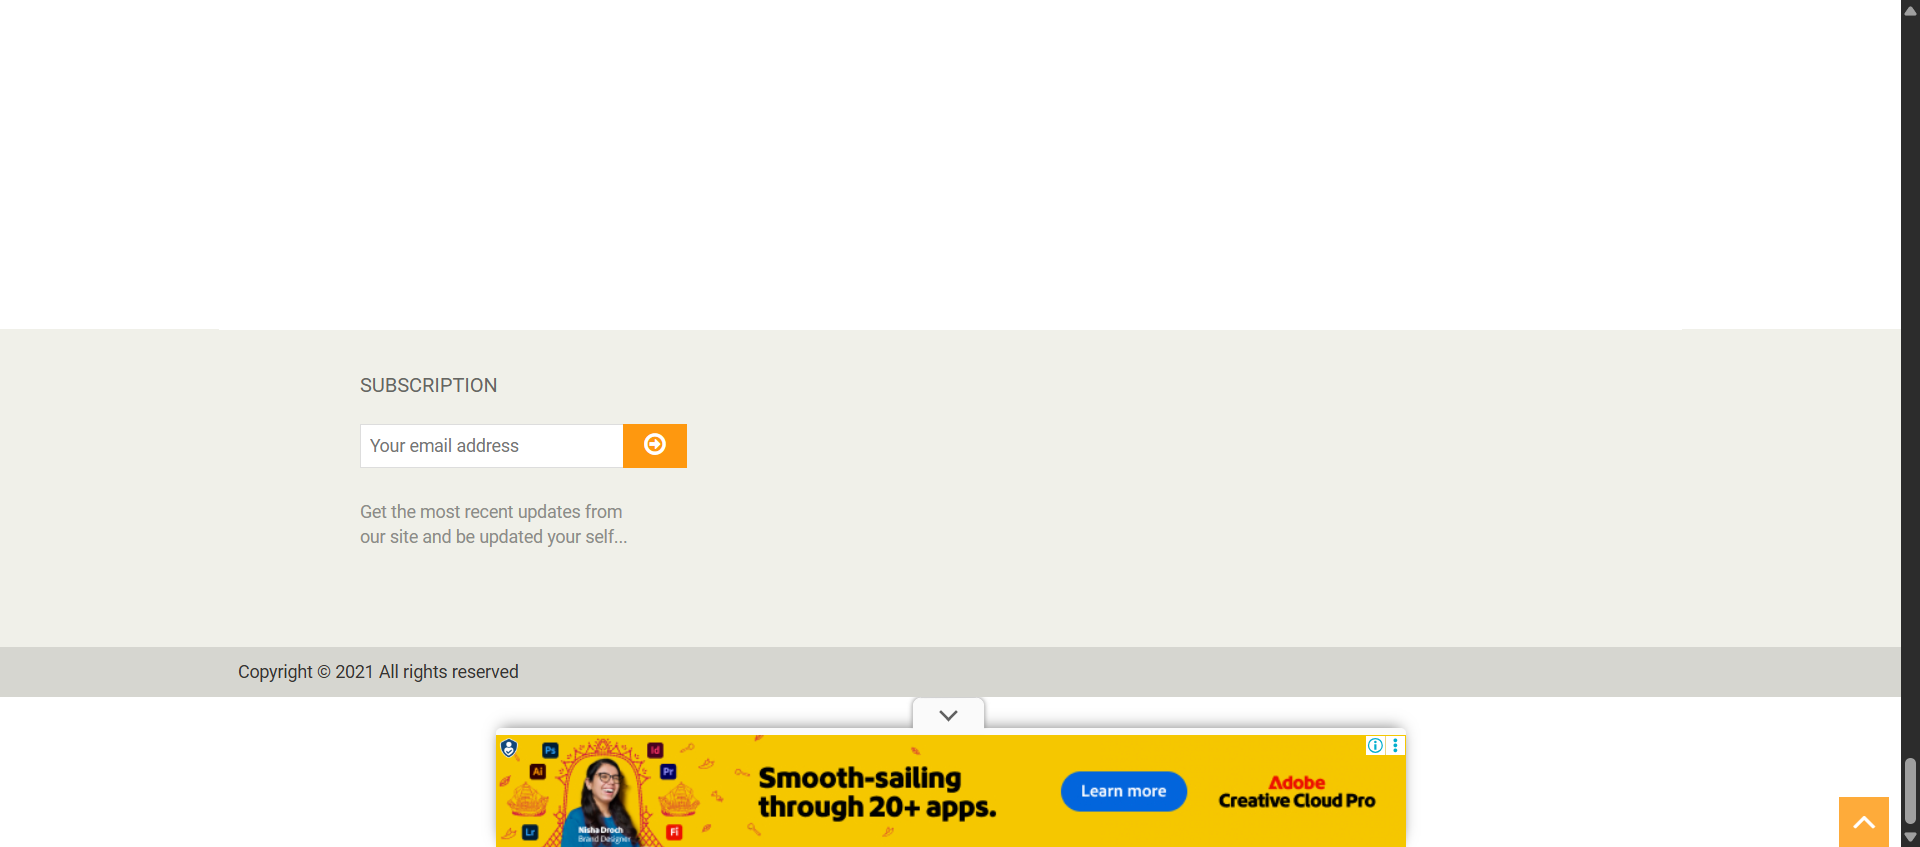 SUBSCRIPTION
Your email address
Get the most recent updates from
our site and be updated your self...
Copyright © 2021 All rights reserved
Ps
Id
Ai
Pr
Lr
Fi
Nisha Droch
Brand Designer
Smooth-sailing
through 20+ apps.
Learn more
Adobe
Creative Cloud Pro